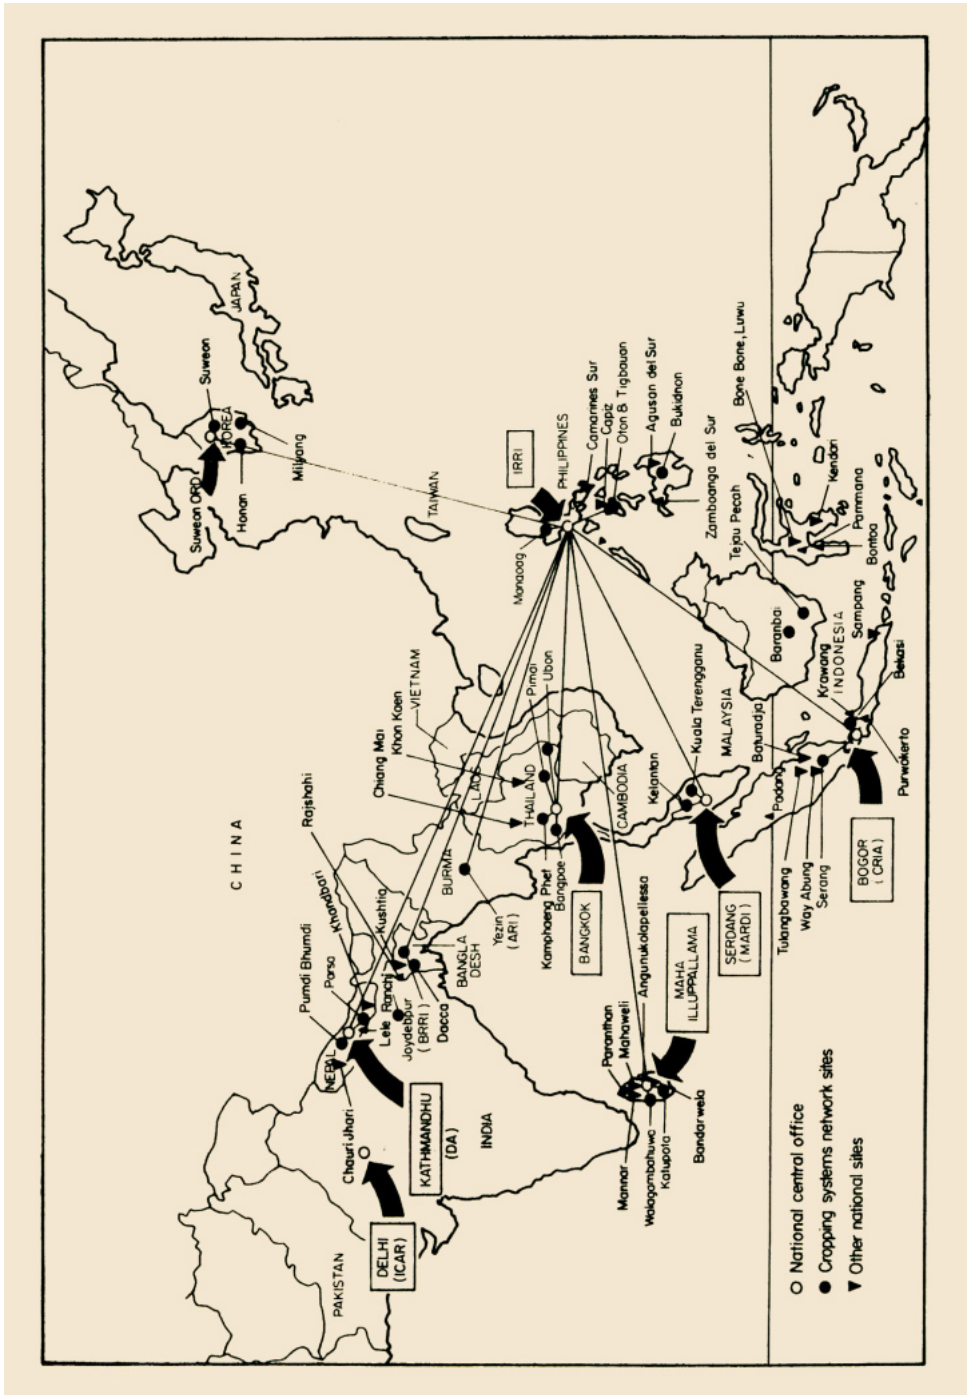 CHINA
JAPAN
KOREA
Suweon
Suweon ORD
Milyang
Honan
TAIWAN
IRRI
PHILIPPINES
Manaoag
Camarines Sur
Capiz
Oton & Tigbauan
Agusan del Sur
Bukidnon
Zamboanga del Sur
Tejau Pecah
Bone Bone, Luwu
Kendari
Pammana
Bontoa
Sampang
Baranbai
INDONESIA
Krawang
Bekasi
Purwokerto
BOGOR
(CRIA)
Baturadja
Padang
Tulangbawang
Way Abung
Serang
MALAYSIA
Kuala Terengganu
Kelantan
SERDANG
(MARDI)
VIETNAM
LAOS
CAMBODIA
THAILAND
Chiang Mai
Khon Kaen
Pimai
Ubon
Kamphaeng Phet
Bangpae
BANGKOK
BURMA
Yezin
(ARI)
BANGLA
DESH
Rajshahi
Kushtia
Joydebpur
(BRRI)
Dacca
Ranchi
Lele
Khandbari
Parsa
Pumdi Bhumdi
NEPAL
Chauri Jhari
KATHMANDHU
(DA)
INDIA
DELHI
(ICAR)
PAKISTAN
MAHA
ILLUPPALLAMA
Angunukolapellessa
Mahaweli
Paranthan
Mannar
Walagambahuwa
Katupota
Bandarwela
National central office
Cropping systems network sites
Other national sites